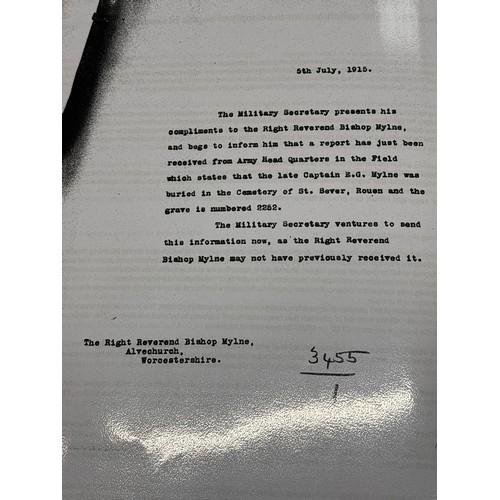 5th July, 1915.
The Military Secretary presents his
compliments to the Right Reverend Bishop Mylne,
and begs to inform him that a report has just been
received from Army Head Quarters in the Field
which states that the late Captain E.G. Mylne was
buried in the Cemetery of St. Sever, Rouen and the
grave is numbered 2252.
The Military Secretary ventures to send
this information now, as the Right Reverend
Bishop Mylne may not have previously received it.
The Right Reverend Bishop Mylne,
Alvechurch,
Worcestershire.
3455
1